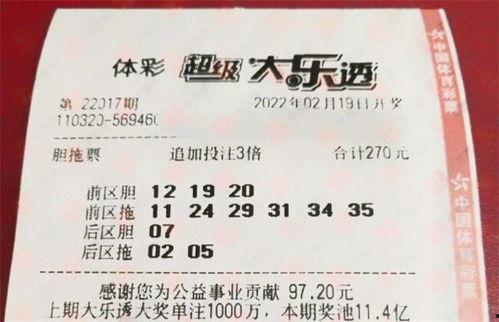 体彩 超级大乐透
第 22017期 2022年02月19日开奖
110320-569460
胆拖票 追加投注3倍 合计270元
前区胆 12 19 20
前区拖 11 24 29 31 34 35
后区胆 07
后区拖 02 05
感谢您为公益事业贡献 97.20元
上期大乐透大奖单注1000万，本期奖池11.4亿
中国体育彩票
中国体育彩票